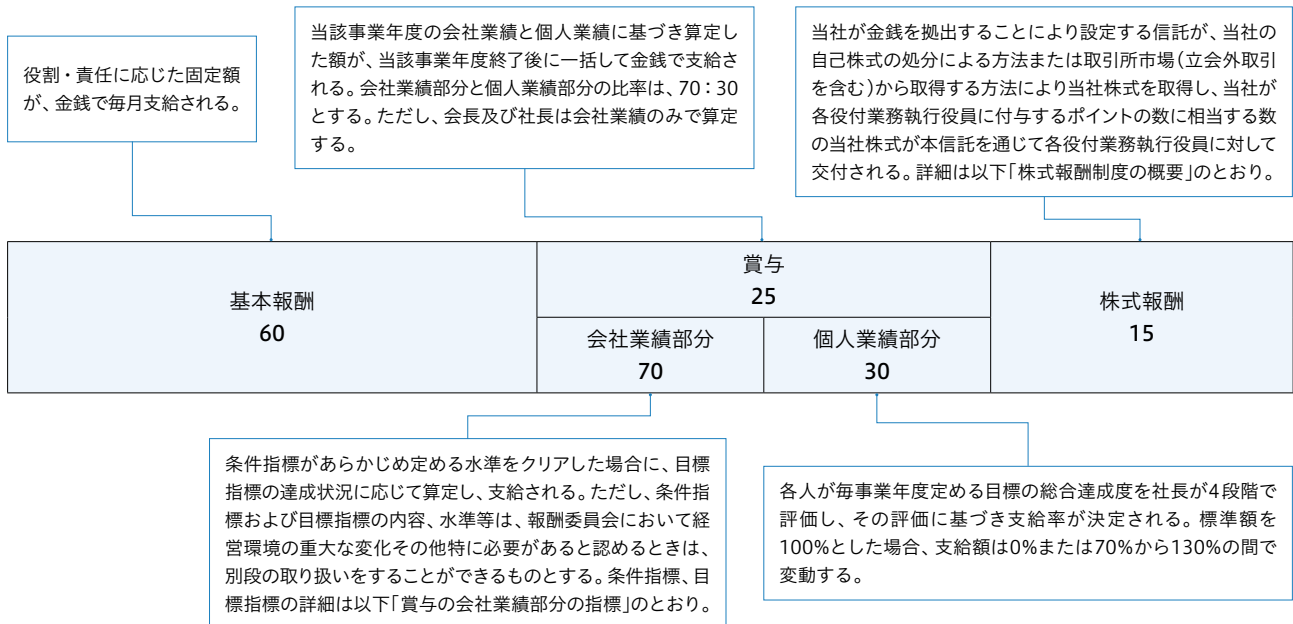 役割・責任に応じた固定額
が、金銭で毎月支給される。
当該事業年度の会社業績と個人業績に基づき算定し
た額が、当該事業年度終了後に一括して金銭で支給
される。会社業績部分と個人業績部分の比率は、70：30
とする。ただし、会長及び社長は会社業績のみで算定
する。
当社が金銭を拠出することにより設定する信託が、当社の
自己株式の処分による方法または取引所市場（立会外取引
を含む）から取得する方法により当社株式を取得し、当社が
各役付業務執行役員に付与するポイントの数に相当する数
の当社株式が本信託を通じて各役付業務執行役員に対して
交付される。詳細は以下「株式報酬制度の概要」のとおり。
基本報酬
60
賞与
25
会社業績部分
70
個人業績部分
30
株式報酬
15
条件指標があらかじめ定める水準をクリアした場合に、目標
指標の達成状況に応じて算定し、支給される。ただし、条件指
標および目標指標の内容、水準等は、報酬委員会において経
営環境の重大な変化その他特に必要があると認めるときは、
別段の取り扱いをすることができるものとする。条件指標、目
標指標の詳細は以下「賞与の会社業績部分の指標」のとおり。
各人が毎事業年度定める目標の総合達成度を社長が4段階で
評価し、その評価に基づき支給率が決定される。標準額を
100%とした場合、支給額は0%または70%から130%の間で
変動する。